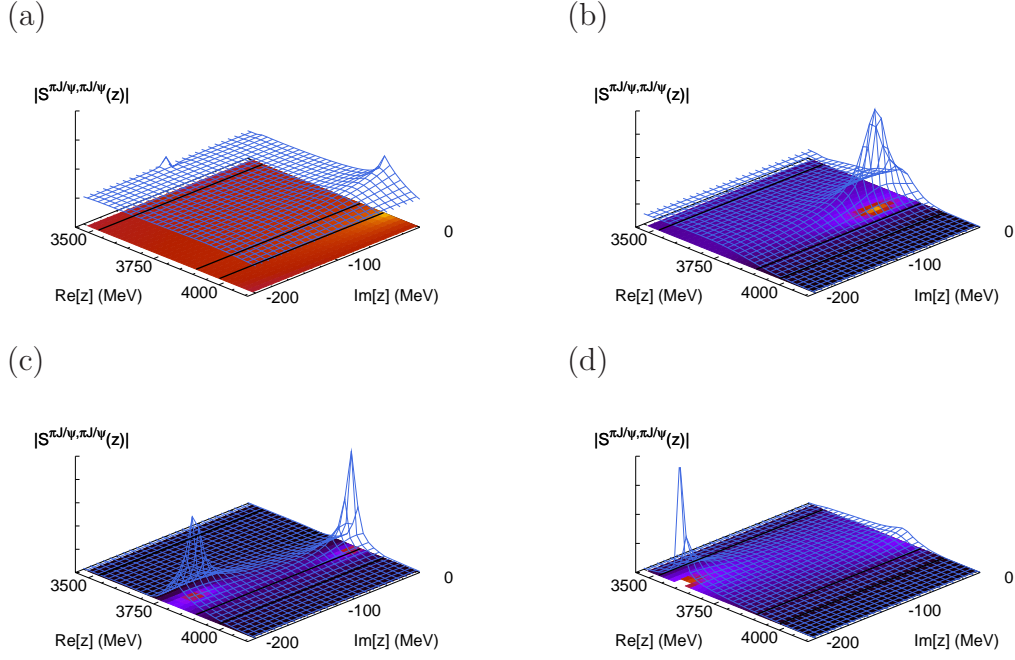 (a)
|S^πJ/ψ,πJ/ψ(z)|
3500
3750
4000
Re[z] (MeV)
-200
-100
0
Im[z] (MeV)
(b)
|S^πJ/ψ,πJ/ψ(z)|
3500
3750
4000
Re[z] (MeV)
-200
-100
0
Im[z] (MeV)
(c)
|S^πJ/ψ,πJ/ψ(z)|
3500
3750
4000
Re[z] (MeV)
-200
-100
0
Im[z] (MeV)
(d)
|S^πJ/ψ,πJ/ψ(z)|
3500
3750
4000
Re[z] (MeV)
-200
-100
0
Im[z] (MeV)